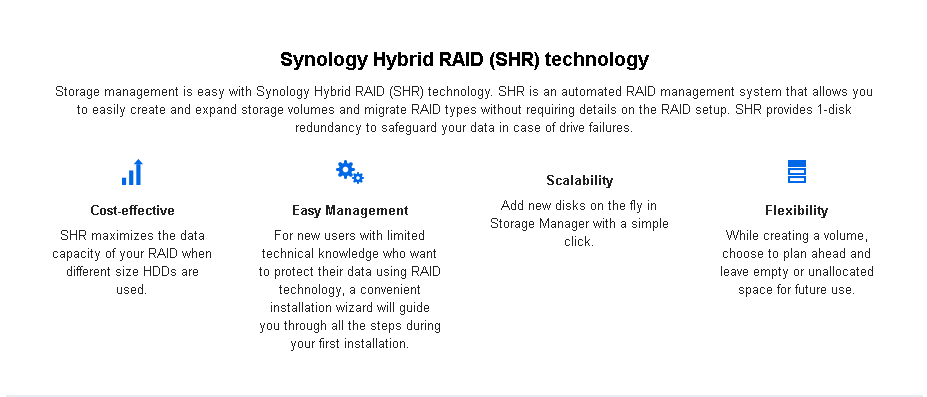 Synology Hybrid RAID (SHR) technology
Storage management is easy with Synology Hybrid RAID (SHR) technology. SHR is an automated RAID management system that allows you
to easily create and expand storage volumes and migrate RAID types without requiring details on the RAID setup. SHR provides 1-disk
redundancy to safeguard your data in case of drive failures.
Cost-effective
SHR maximizes the data
capacity of your RAID when
different size HDDs are
used.
Easy Management
For new users with limited
technical knowledge who want
to protect their data using RAID
technology, a convenient
installation wizard will guide
you through all the steps during
your first installation.
Scalability
Add new disks on the fly in
Storage Manager with a simple
click.
Flexibility
While creating a volume,
choose to plan ahead and
leave empty or unallocated
space for future use.